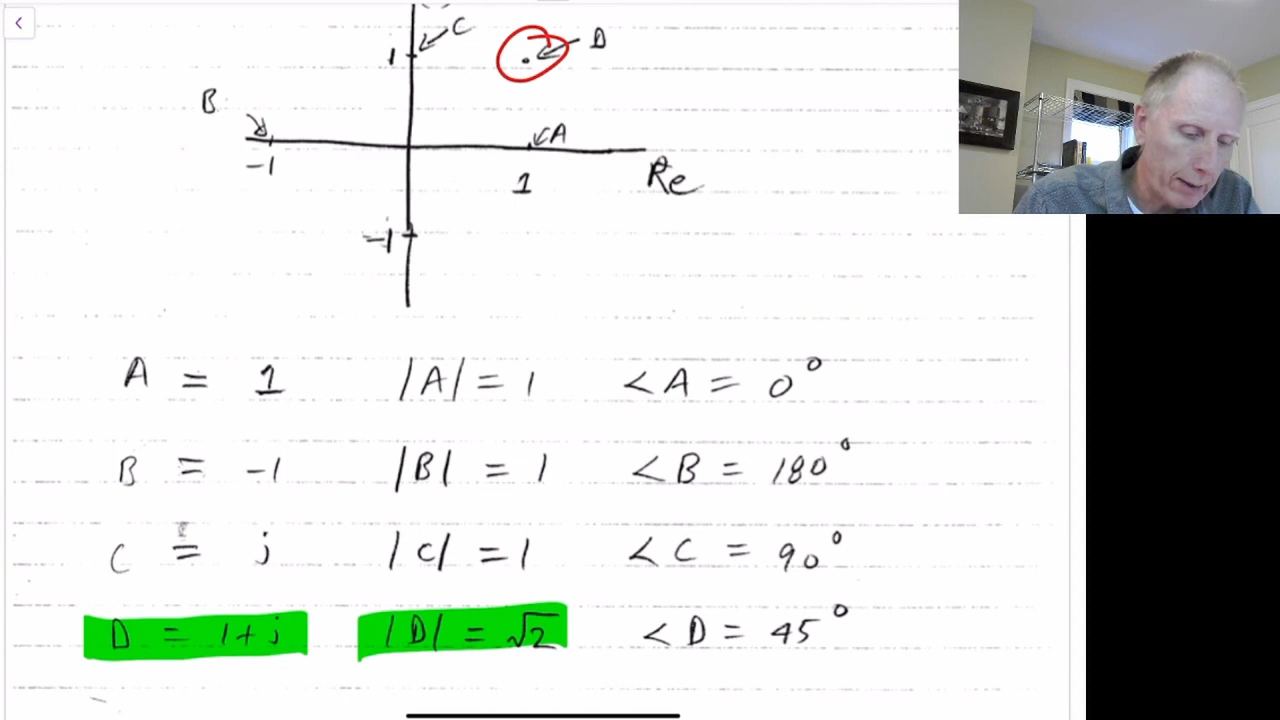 C
1
D
B
A
-1
1
Re
-1
A = 1 |A| = 1 <A = 0°
B = -1 |B| = 1 <B = 180°
C = j |C| = 1 <C = 90°
D = 1+j |D| = √2 <D = 45°